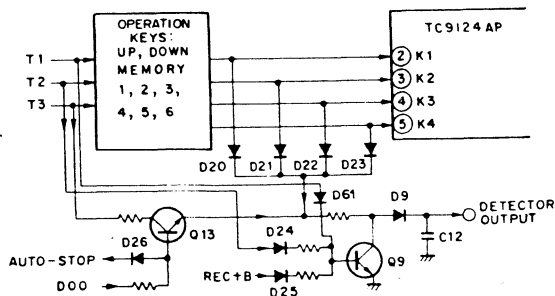 OPERATION
KEYS:
UP, DOWN
MEMORY
1, 2, 3,
4, 5, 6
TC9124AP
T1
T2
T3
2 K1
3 K2
4 K3
5 K4
D20
D21
D22
D23
D61
D9
DETECTOR
OUTPUT
Q13
D24
C12
D26
AUTO-STOP
Q9
REC+B
D25
D00